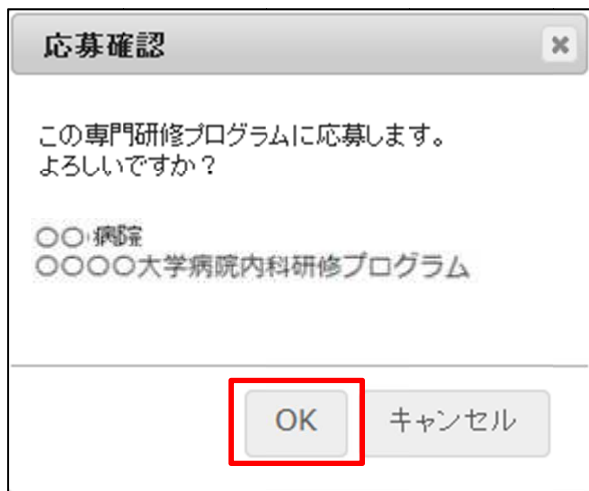 応募確認
この専門研修プログラムに応募します。
よろしいですか？
○○病院
○○○○大学病院内科研修プログラム
OK
キャンセル